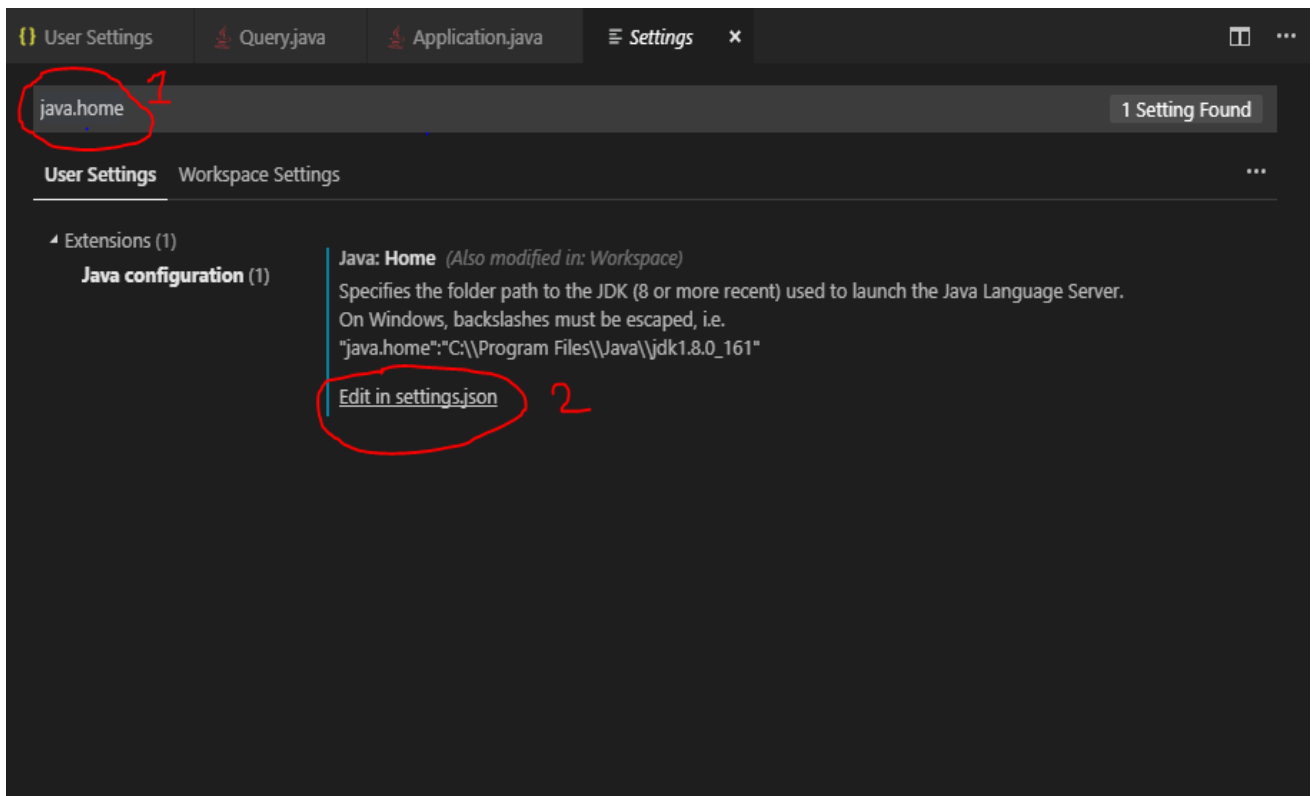 User Settings Query.java Application.java Settings
java.home 1 1 Setting Found
User Settings Workspace Settings
Extensions (1)
Java configuration (1)
Java: Home (Also modified in: Workspace)
Specifies the folder path to the JDK (8 or more recent) used to launch the Java Language Server.
On Windows, backslashes must be escaped, i.e.
"java.home":"C:\\Program Files\\Java\\jdk1.8.0_161"
Edit in settings.json 2